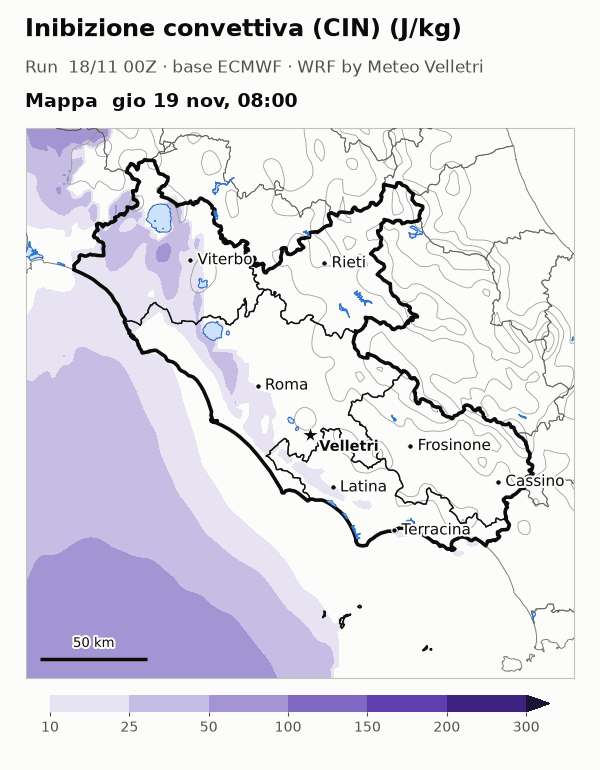 Inibizione convettiva (CIN) (J/kg)
Run 18/11 00Z · base ECMWF · WRF by Meteo Velletri
Mappa gio 19 nov, 08:00
Viterbo
Rieti
Roma
Velletri
Frosinone
Cassino
Latina
Terracina
50 km
10 25 50 100 150 200 300